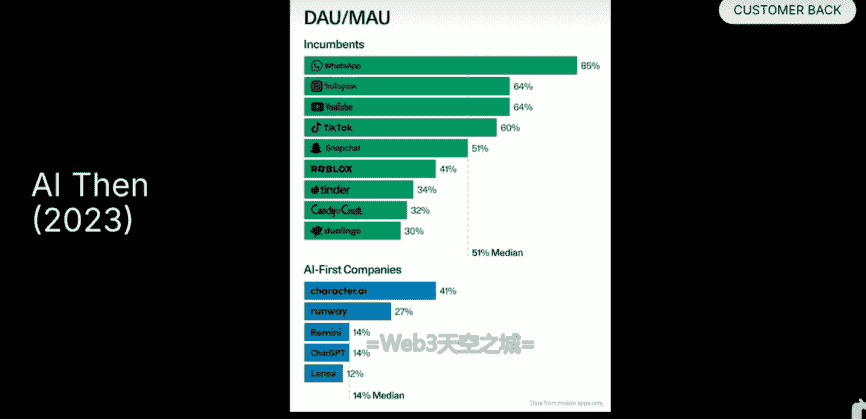 CUSTOMER BACK
DAU/MAU
Incumbents
WhatsApp 85%
Instagram 64%
YouTube 64%
TikTok 60%
Snapchat 51%
ROBLOX 41%
tinder 34%
Candy Crush 32%
duolingo 30%
51% Median
AI Then
(2023)
AI-First Companies
character.ai 41%
runway 27%
Remini 14%
ChatGPT 14%
Lensa 12%
14% Median
=Web3天空之城=
Data from mobile apps only.